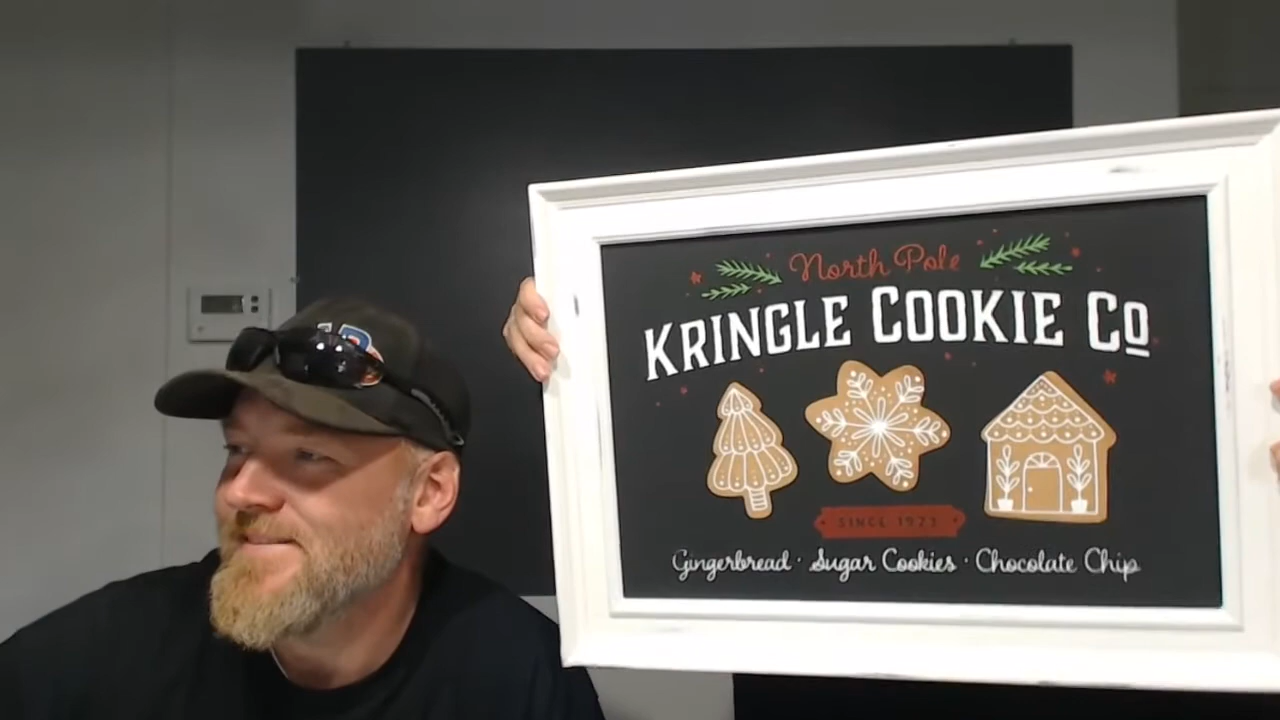 North Pole
KRINGLE COOKIE CO
SINCE 1923
Gingerbread · Sugar Cookies · Chocolate Chip